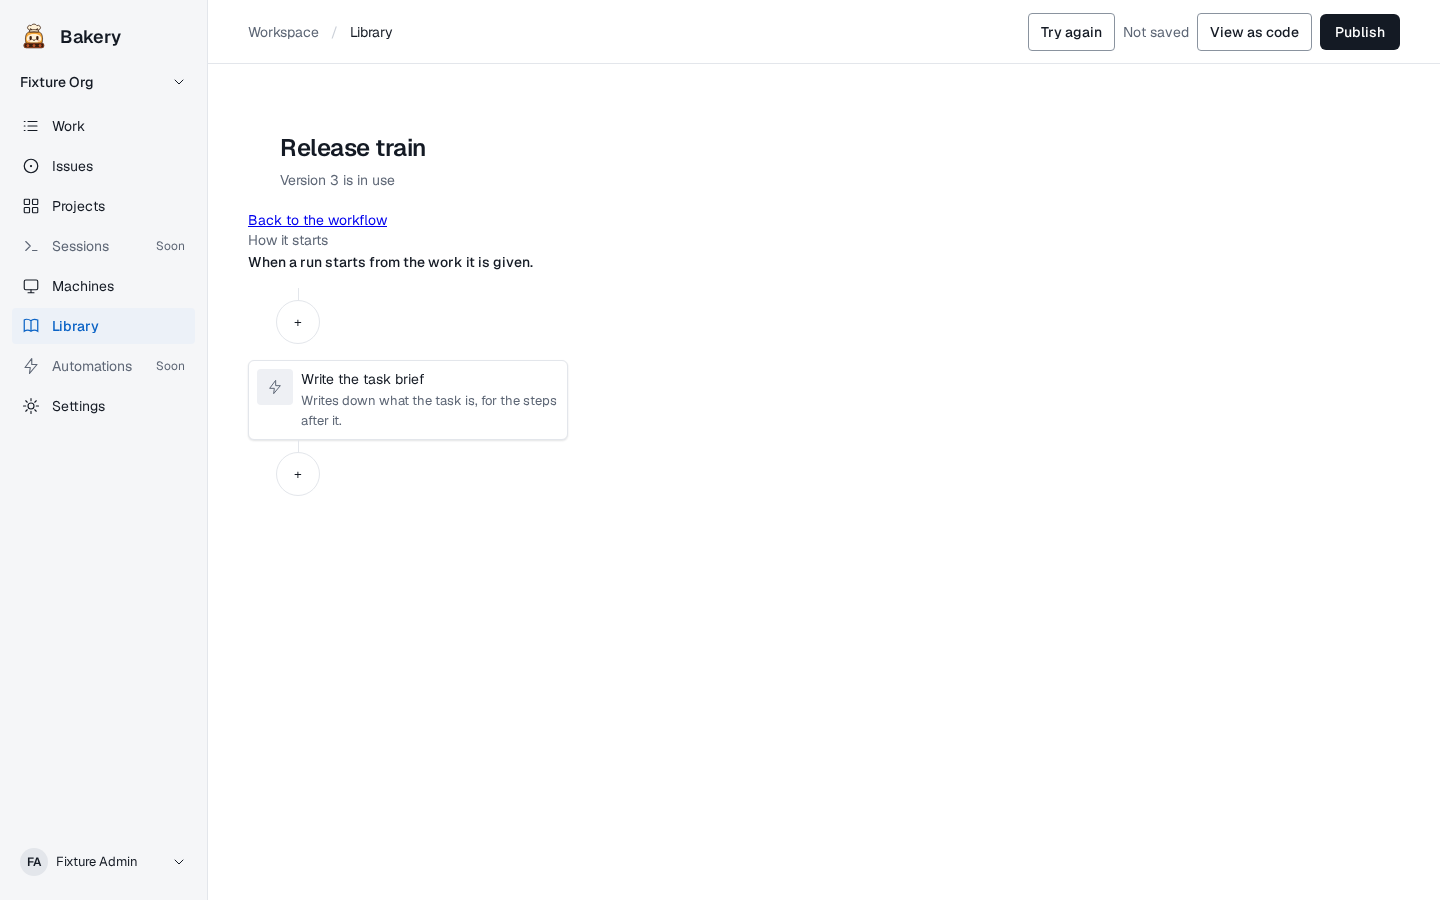 Bakery
Fixture Org
Work
Issues
Projects
Sessions Soon
Machines
Library
Automations Soon
Settings
FA Fixture Admin
Workspace / Library
Try again Not saved View as code Publish
Release train
Version 3 is in use
Back to the workflow
How it starts
When a run starts from the work it is given.
+
Write the task brief
Writes down what the task is, for the steps
after it.
+